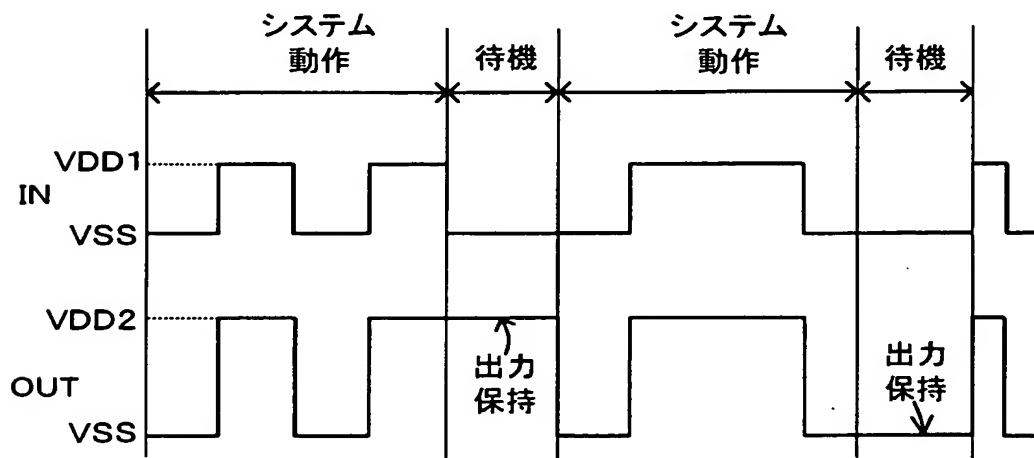 システム
動作
待機
システム
動作
待機
VDD1
IN
VSS
VDD2
OUT
VSS
出力
保持
出力
保持